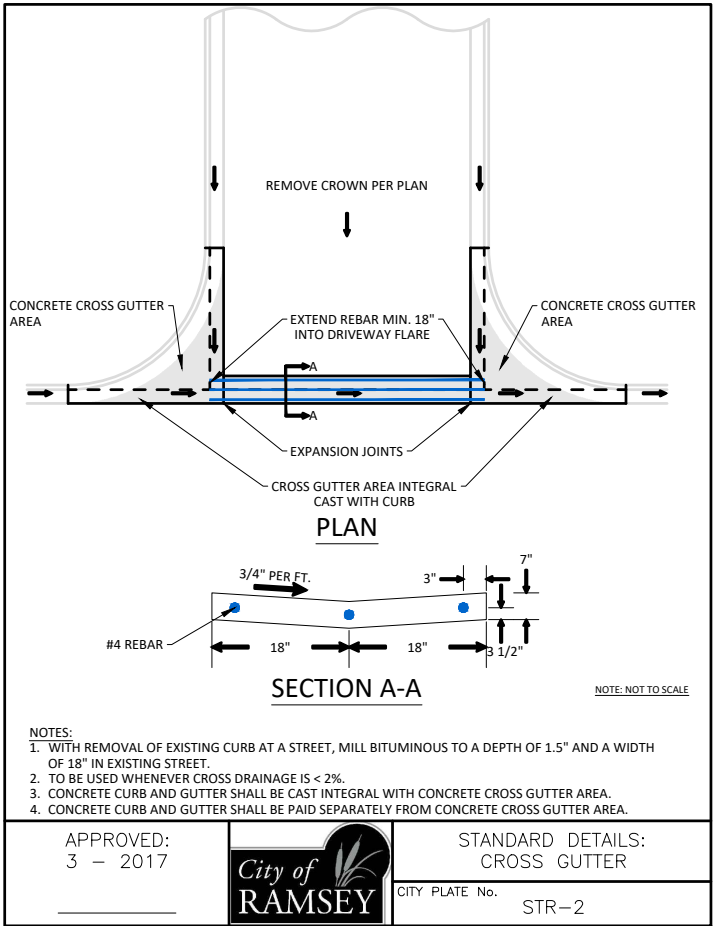 REMOVE CROWN PER PLAN
CONCRETE CROSS GUTTER
AREA
EXTEND REBAR MIN. 18"
INTO DRIVEWAY FLARE
CONCRETE CROSS GUTTER
AREA
A
A
EXPANSION JOINTS
CROSS GUTTER AREA INTEGRAL
CAST WITH CURB
PLAN
3/4" PER FT.
3"
7"
#4 REBAR
18"
18"
3 1/2"
SECTION A-A
NOTE: NOT TO SCALE
NOTES:
1. WITH REMOVAL OF EXISTING CURB AT A STREET, MILL BITUMINOUS TO A DEPTH OF 1.5" AND A WIDTH
OF 18" IN EXISTING STREET.
2. TO BE USED WHENEVER CROSS DRAINAGE IS < 2%.
3. CONCRETE CURB AND GUTTER SHALL BE CAST INTEGRAL WITH CONCRETE CROSS GUTTER AREA.
4. CONCRETE CURB AND GUTTER SHALL BE PAID SEPARATELY FROM CONCRETE CROSS GUTTER AREA.
APPROVED:
3 - 2017
City of
RAMSEY
STANDARD DETAILS:
CROSS GUTTER
CITY PLATE No.
STR-2